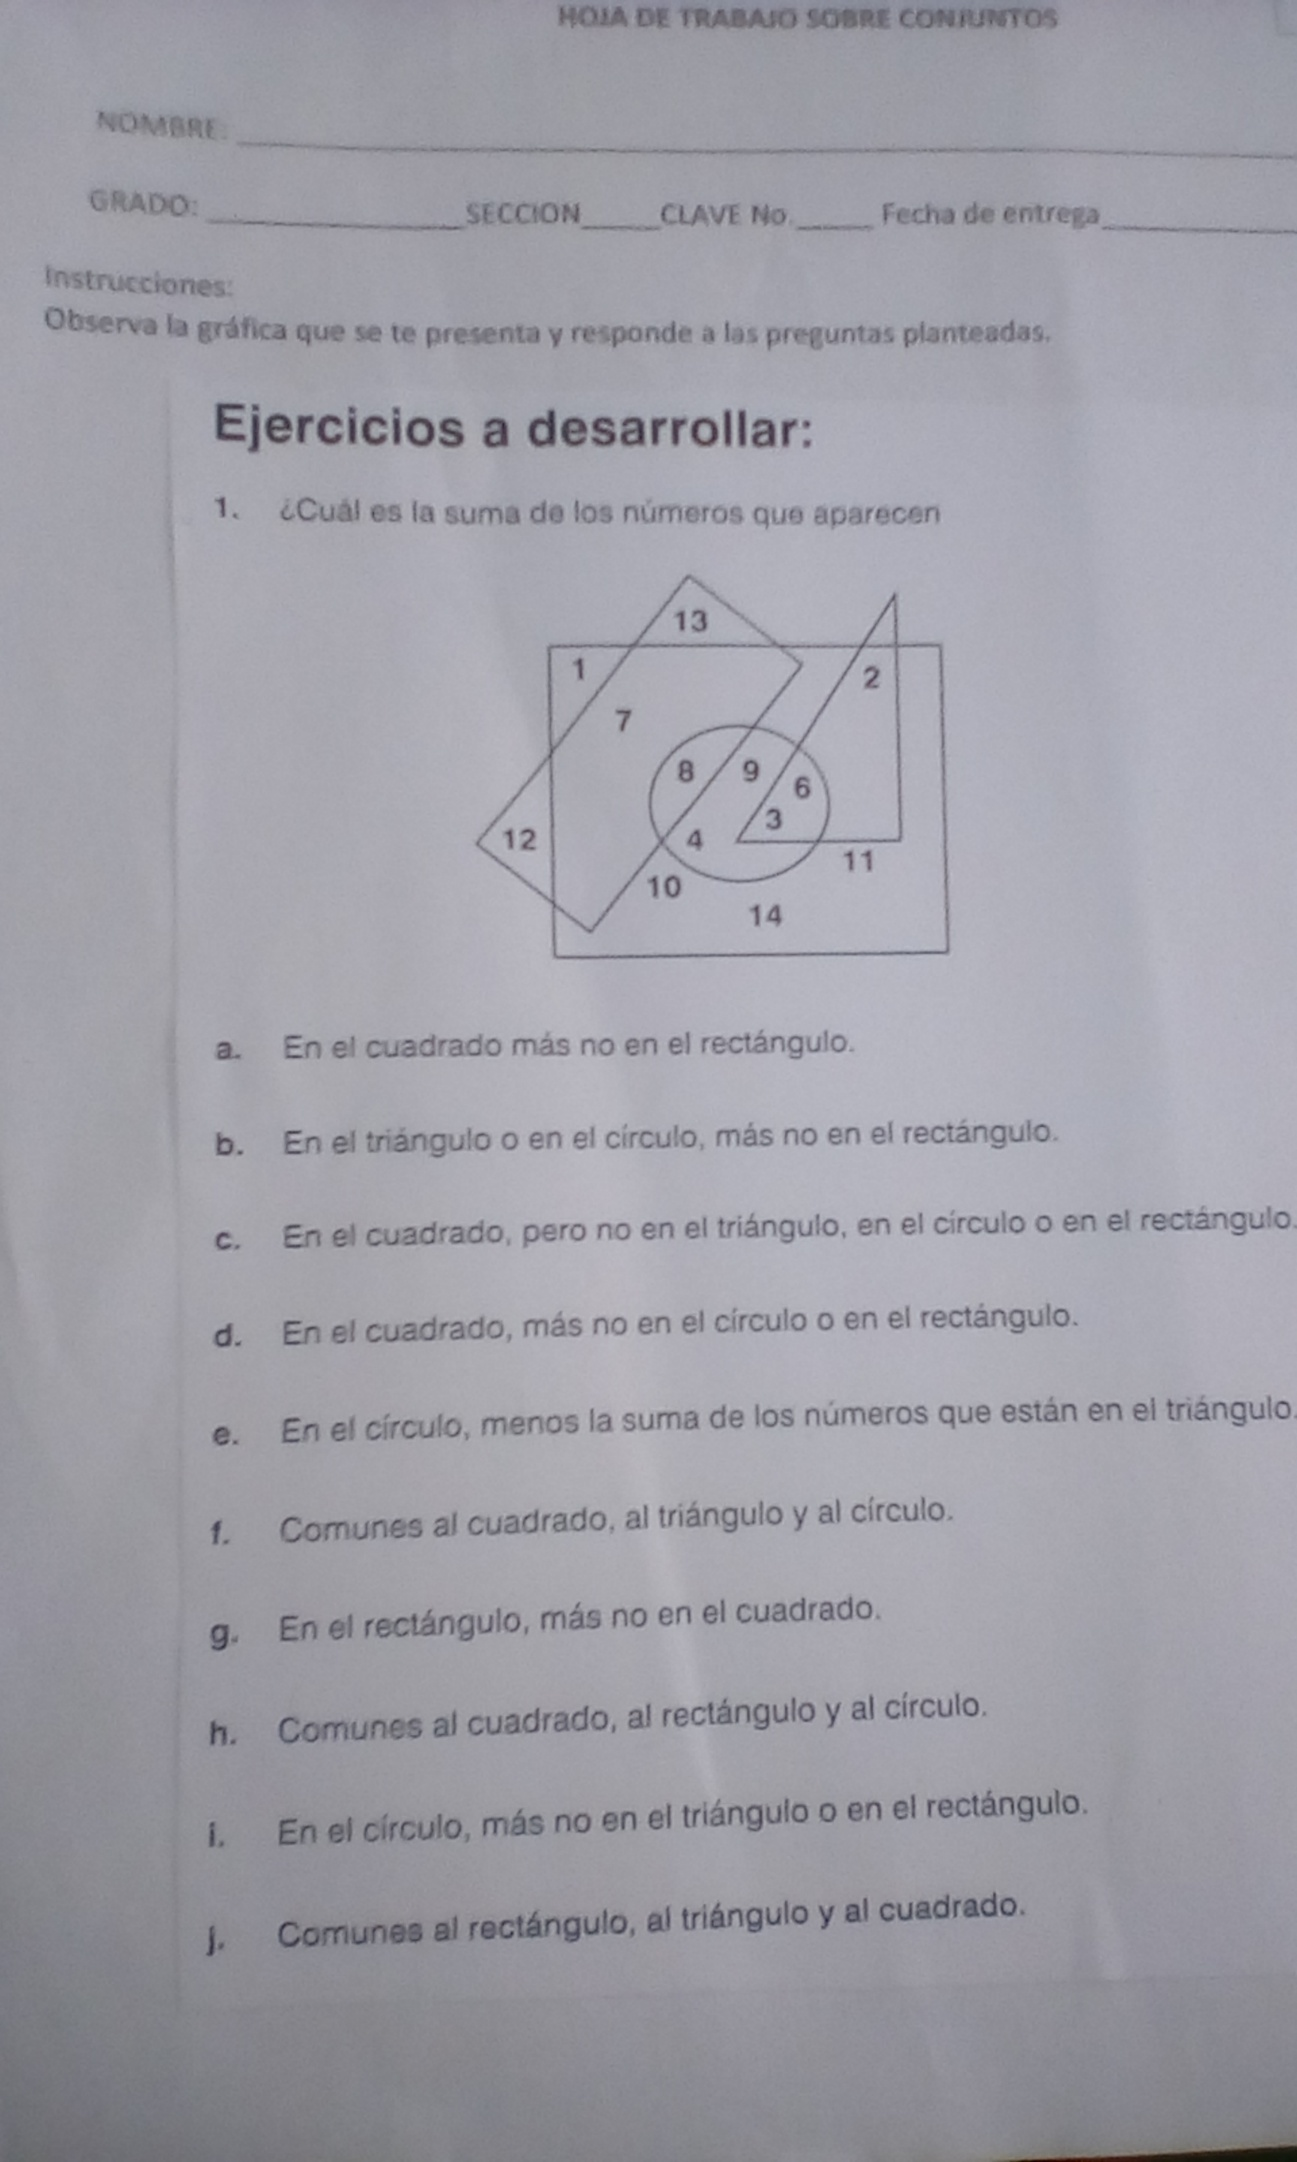 HOJA DE TRABAJO SOBRE CONJUNTOS
NOMBRE:
GRADO: SECCION CLAVE No. Fecha de entrega
Instrucciones:
Observa la gráfica que se te presenta y responde a las preguntas planteadas.
Ejercicios a desarrollar:
1. ¿Cuál es la suma de los números que aparecen
13
1
2
7
8 9
6
3
12
4
11
10
14
a. En el cuadrado más no en el rectángulo.
b. En el triángulo o en el círculo, más no en el rectángulo.
c. En el cuadrado, pero no en el triángulo, en el círculo o en el rectángulo.
d. En el cuadrado, más no en el círculo o en el rectángulo.
e. En el círculo, menos la suma de los números que están en el triángulo.
f. Comunes al cuadrado, al triángulo y al círculo.
g. En el rectángulo, más no en el cuadrado.
h. Comunes al cuadrado, al rectángulo y al círculo.
i. En el círculo, más no en el triángulo o en el rectángulo.
j. Comunes al rectángulo, al triángulo y al cuadrado.